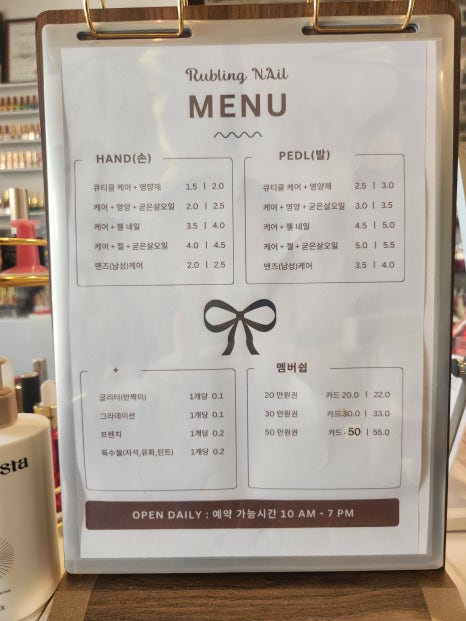 Rubling NAil
MENU
HAND(손)
큐티클 케어 + 영양제 1.5 | 2.0
케어 + 영양 + 굳은살오일 2.0 | 2.5
케어 + 젤 네일 3.5 | 4.0
케어 + 젤 + 굳은살오일 4.0 | 4.5
맨즈(남성)케어 2.0 | 2.5
PEDL(발)
큐티클 케어 + 영양제 2.5 | 3.0
케어 + 영양 + 굳은살오일 3.0 | 3.5
케어 + 젤 네일 4.5 | 5.0
케어 + 젤 + 굳은살오일 5.0 | 5.5
맨즈(남성)케어 3.5 | 4.0
+
글리터(반짝이) 1개당 0.1
그라데이션 1개당 0.1
프렌치 1개당 0.2
특수젤(자석,유화,틴트) 1개당 0.2
멤버쉽
20 만원권 카드 20.0 | 22.0
30 만원권 카드 30.0 | 33.0
50 만원권 카드 50 | 55.0
OPEN DAILY : 예약 가능시간 10 AM - 7 PM
sta